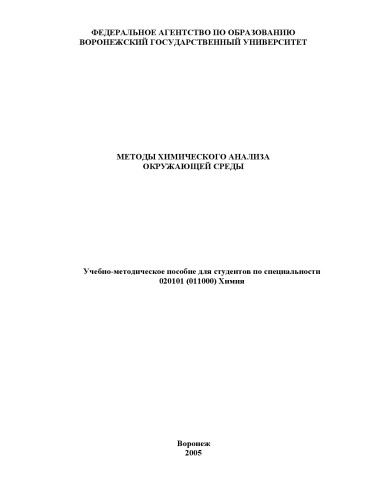 ФЕДЕРАЛЬНОЕ АГЕНТСТВО ПО ОБРАЗОВАНИЮ
ВОРОНЕЖСКИЙ ГОСУДАРСТВЕННЫЙ УНИВЕРСИТЕТ
МЕТОДЫ ХИМИЧЕСКОГО АНАЛИЗА
ОКРУЖАЮЩЕЙ СРЕДЫ
Учебно-методическое пособие для студентов по специальности
020101 (011000) Химия
Воронеж
2005